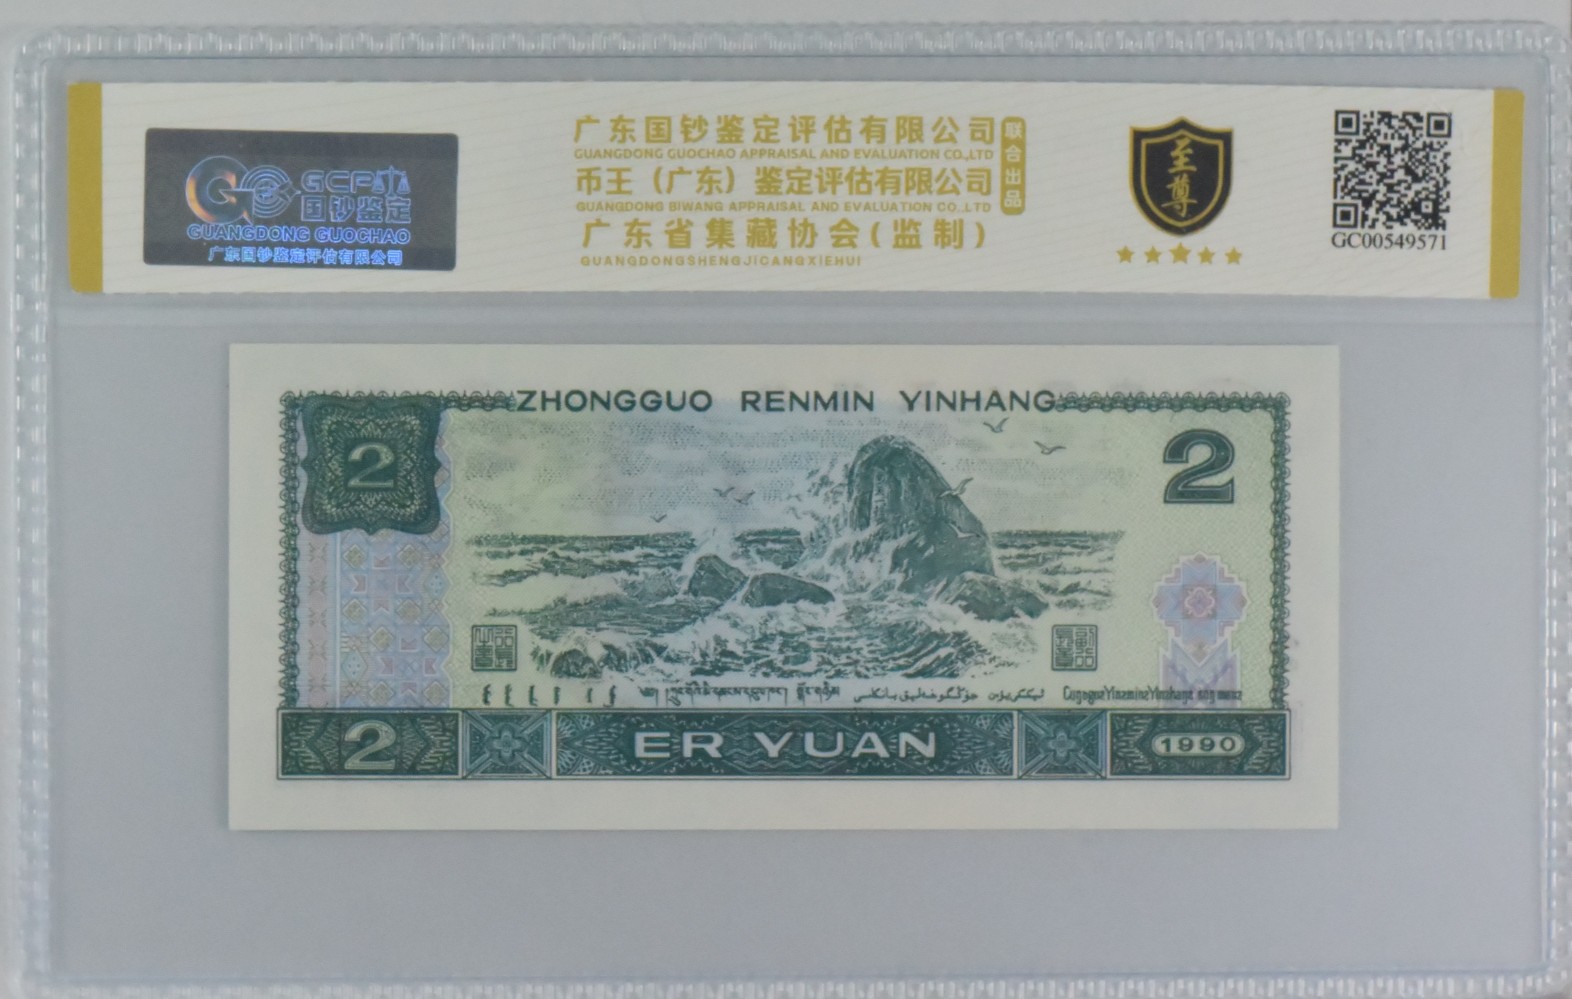 GCPA
国钞鉴定
GUANGDONG GUOCHAO
广东国钞鉴定评估有限公司
广东国钞鉴定评估有限公司
GUANGDONG GUOCHAO APPRAISAL AND EVALUATION CO.,LTD
币王（广东）鉴定评估有限公司
GUANGDONG BIWANG APPRAISAL AND EVALUATION CO.,LTD
广东省集藏协会(监制)
GUANGDONGSHENGJICANGXIEHUI
联合出品
至尊
GC00549571
ZHONGGUO RENMIN YINHANG
2
2
2
ER YUAN
1990